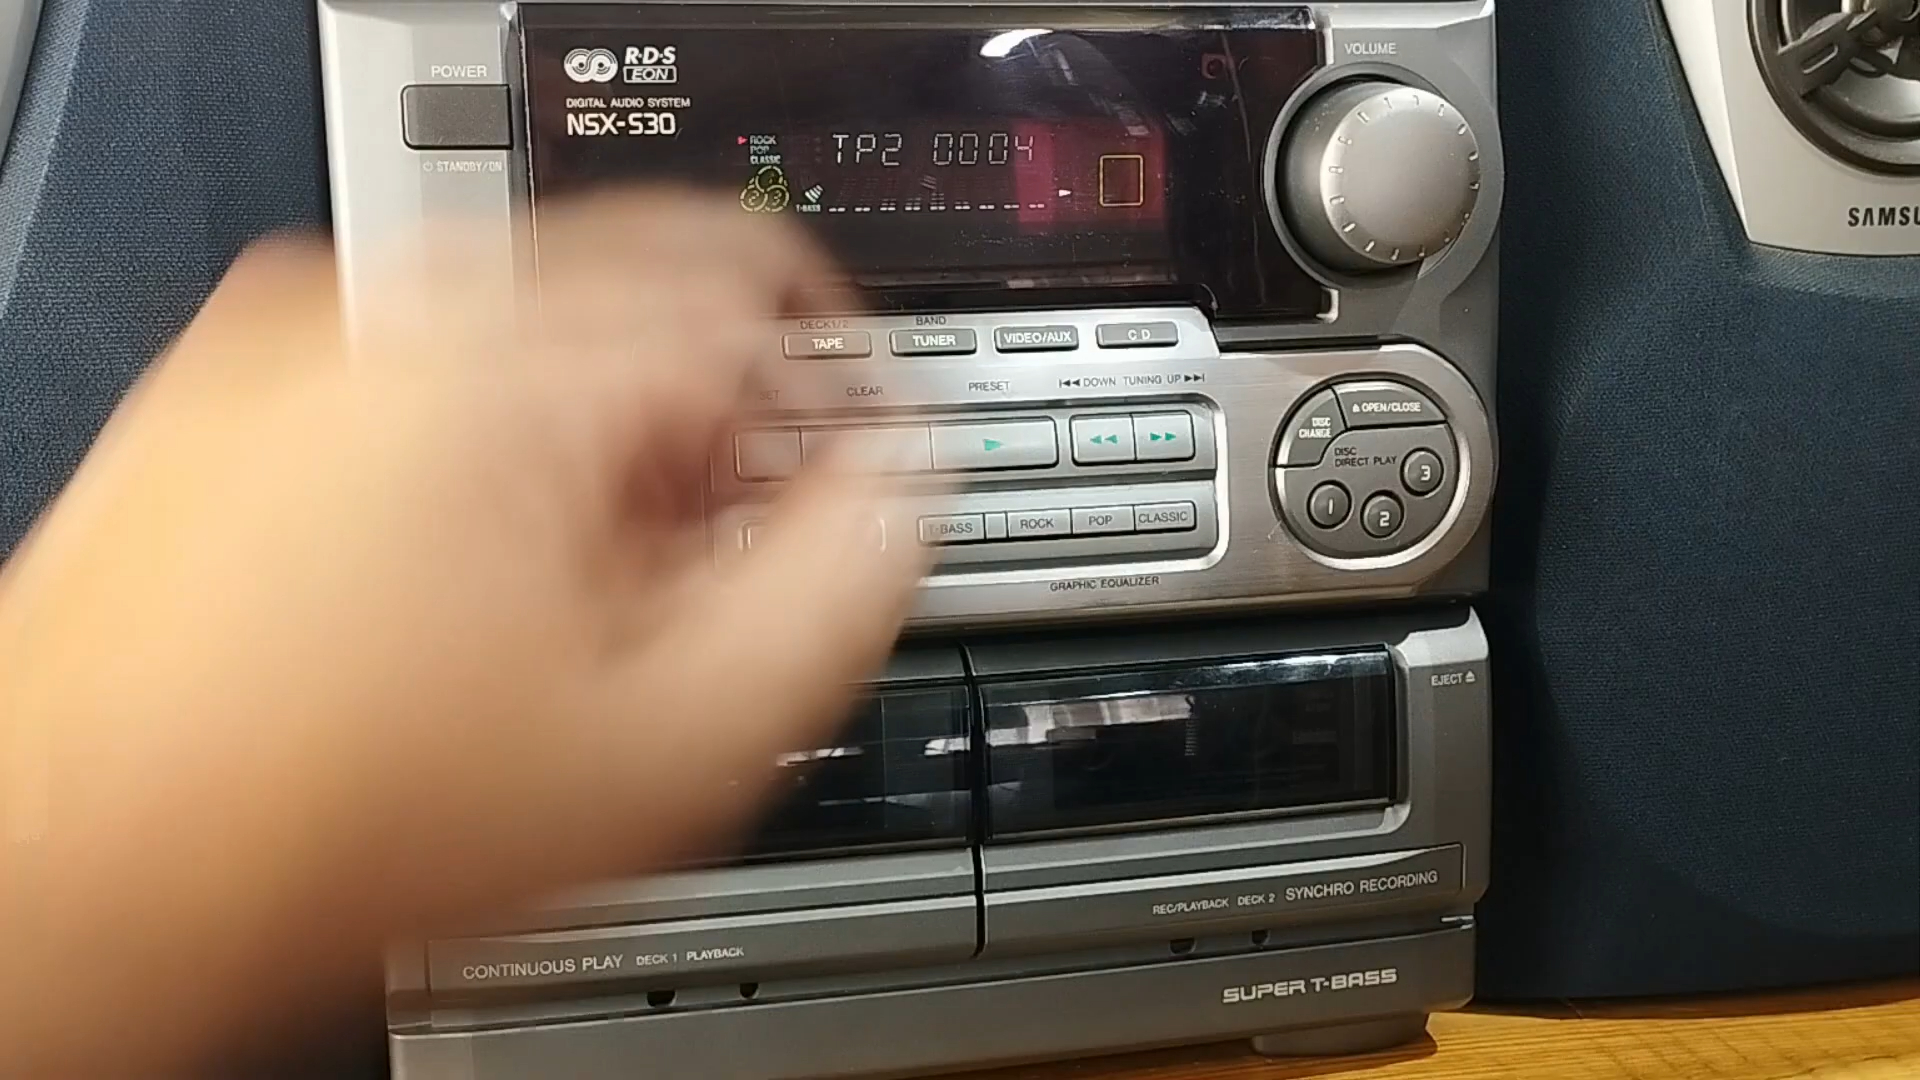 R·D·S
EON
POWER
DIGITAL AUDIO SYSTEM
NSX-S30
⏻ STANDBY/ON
VOLUME
ROCK
POP
CLASSIC
TP2 0004
T-BASS
SAMSU
DECK1/2
BAND
TAPE
TUNER
VIDEO/AUX
CD
SET
CLEAR
PRESET
⏮ DOWN TUNING UP ⏭
⏏ OPEN/CLOSE
DISC CHANGE
DISC DIRECT PLAY
1
2
3
T-BASS
ROCK
POP
CLASSIC
GRAPHIC EQUALIZER
EJECT ⏏
CONTINUOUS PLAY DECK 1 PLAYBACK
REC/PLAYBACK DECK 2 SYNCHRO RECORDING
SUPER T-BASS